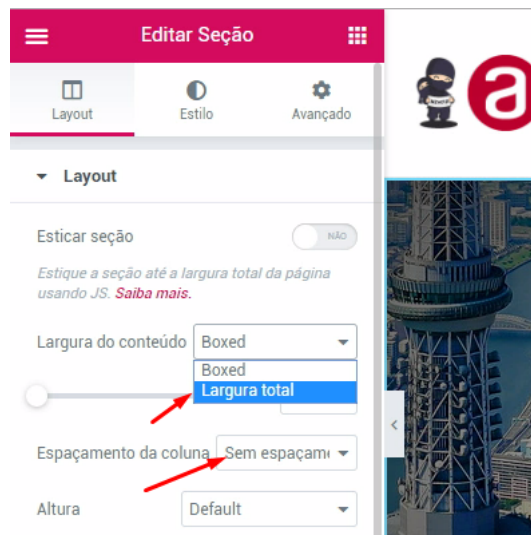 Editar Seção
Layout
Estilo
Avançado
Layout
Esticar seção
NÃO
Estique a seção até a largura total da página
usando JS. Saiba mais.
Largura do conteúdo Boxed
Boxed
Largura total
Espaçamento da coluna Sem espaçam
Altura Default
a